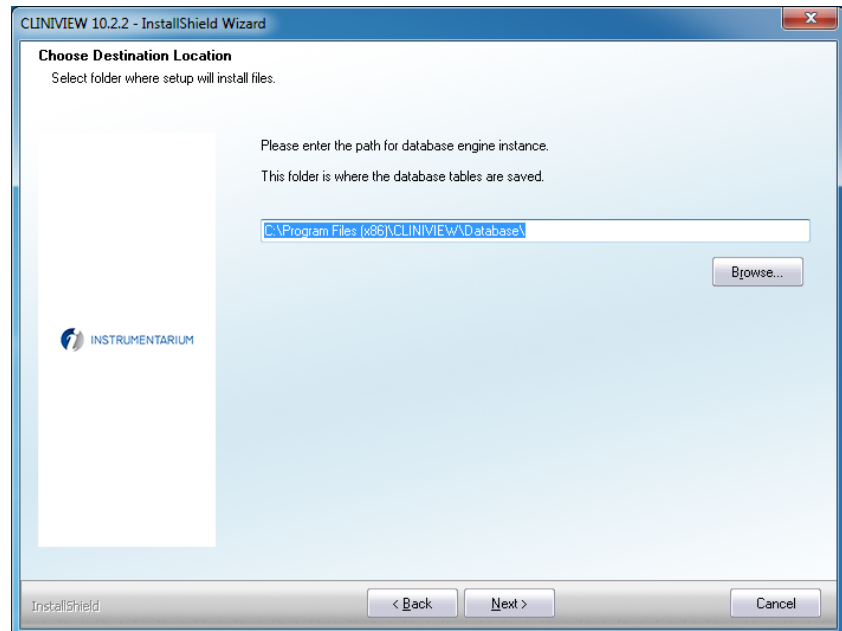 CLINIVIEW 10.2.2 - InstallShield Wizard
Choose Destination Location
Select folder where setup will install files.
Please enter the path for database engine instance.
This folder is where the database tables are saved.
C:\Program Files (x86)\CLINIVIEW\Database\
Browse...
INSTRUMENTARIUM
InstallShield
< Back
Next >
Cancel